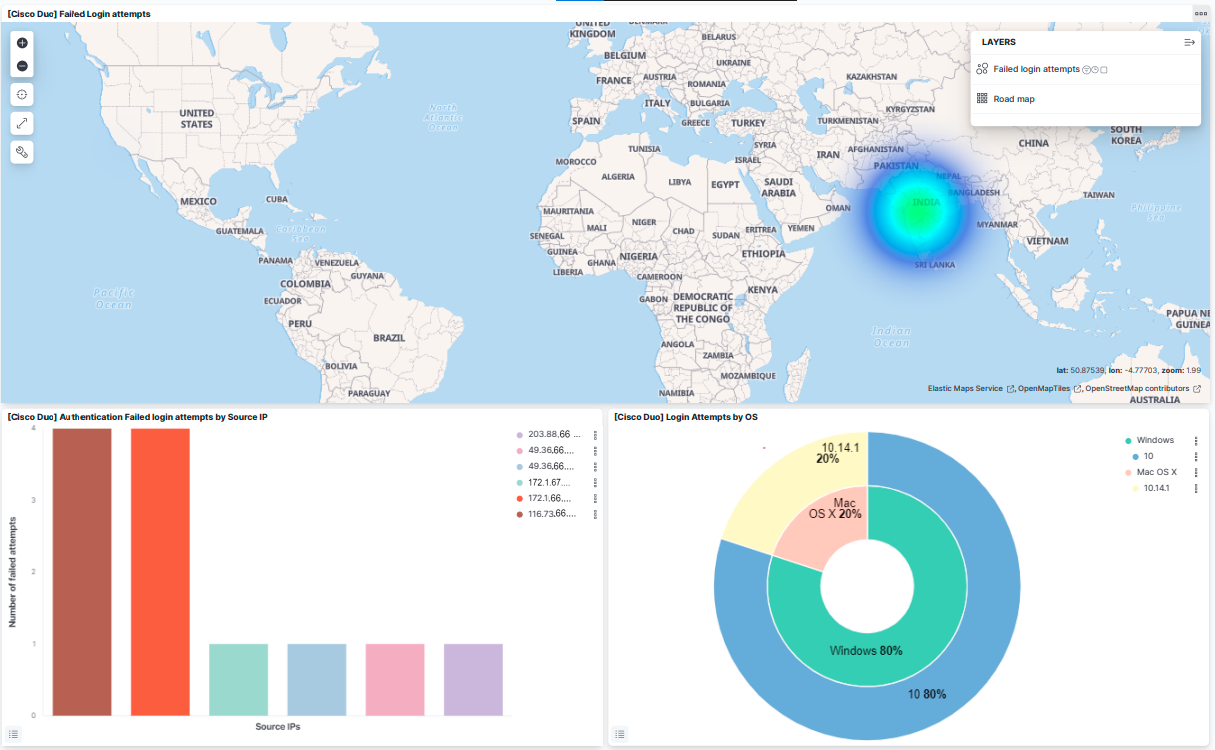 [Cisco Duo] Failed Login attempts
UNITED
KINGDOM
BELARUS
BELGIUM
UKRAINE
FRANCE
AUSTRIA
ROMANIA
KAZAKHSTAN
ITALY
BULGARIA
KYRGYZSTAN
SPAIN
GREECE
TURKEY
TURKMENISTAN
UNITED
STATES
North
Atlantic
Ocean
SOUTH
KOREA
CHINA
TUNISIA
SYRIA
IRAN
AFGHANISTAN
MOROCCO
ISRAEL
PAKISTAN
ALGERIA
LIBYA
EGYPT
SAUDI
ARABIA
NEPAL
BANGLADESH
MEXICO
CUBA
INDIA
TAIWAN
OMAN
MAURITANIA
Philippine
Sea
NIGER
MALI
CHAD
SUDAN
ERITREA
YEMEN
MYANMAR
GUATEMALA
Caribbean
Sea
SENEGAL
VIETNAM
GUINEA
NIGERIA
ETHIOPIA
PANAMA
VENEZUELA
GHANA
LIBERIA
SRI LANKA
GUYANA
CAMEROON
COLOMBIA
KENYA
Pacific
Ocean
ECUADOR
GABON
DEMOCRATIC
REPUBLIC OF
THE CONGO
PERU
PAPUA NE
GUINEA
BRAZIL
Indian
Ocean
ANGOLA
ZAMBIA
BOLIVIA
MOZAMBIQUE
PARAGUAY
NAMIBIA
AUSTRALIA
LAYERS
Failed login attempts
Road map
lat: 50.87539, lon: -4.77703, zoom: 1.99
Elastic Maps Service , OpenMapTiles , OpenStreetMap contributors
[Cisco Duo] Authentication Failed login attempts by Source IP
Number of failed attempts
4
3
2
1
0
Source IPs
203.88.66 ...
49.36.66....
49.36.66....
172.1.67....
172.1.66....
116.73.66....
[Cisco Duo] Login Attempts by OS
10.14.1
20%
Mac
OS X 20%
Windows 80%
10 80%
Windows
10
Mac OS X
10.14.1